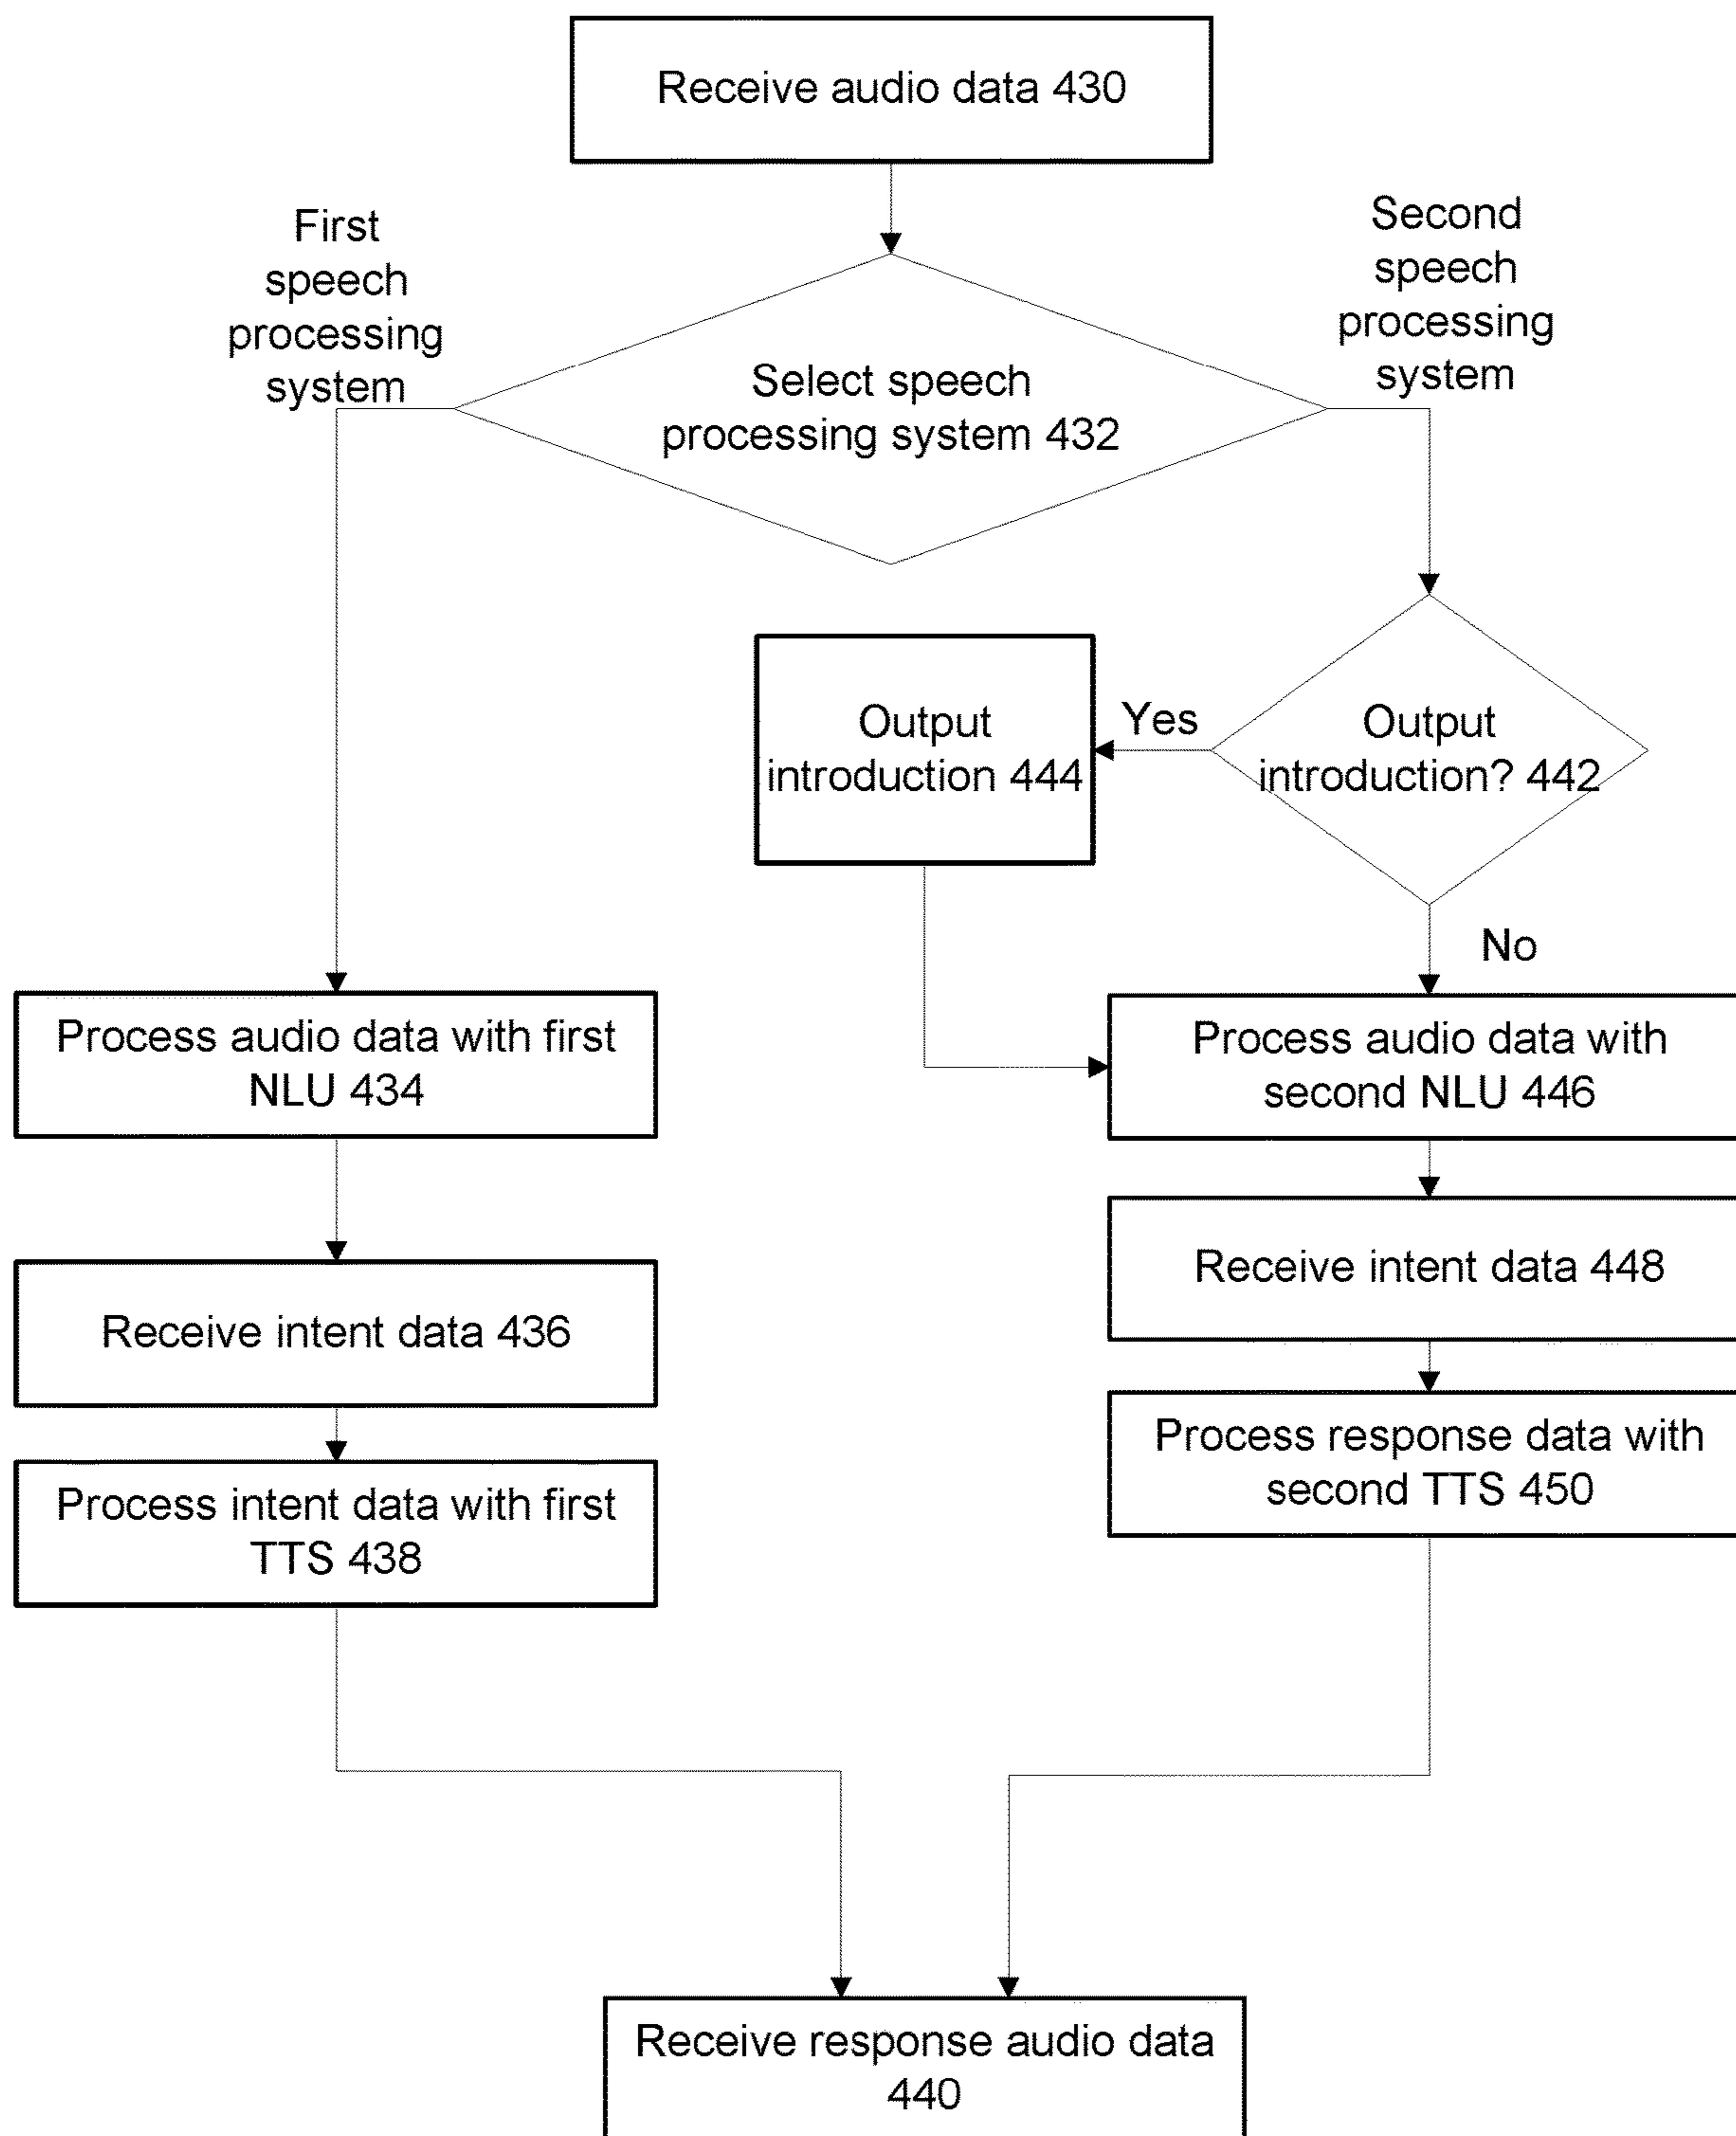 Receive audio data 430
First
speech
processing
system
Second
speech
processing
system
Select speech
processing system 432
Output
introduction 444
Yes
Output
introduction? 442
No
Process audio data with first
NLU 434
Process audio data with
second NLU 446
Receive intent data 436
Receive intent data 448
Process intent data with first
TTS 438
Process response data with
second TTS 450
Receive response audio data
440